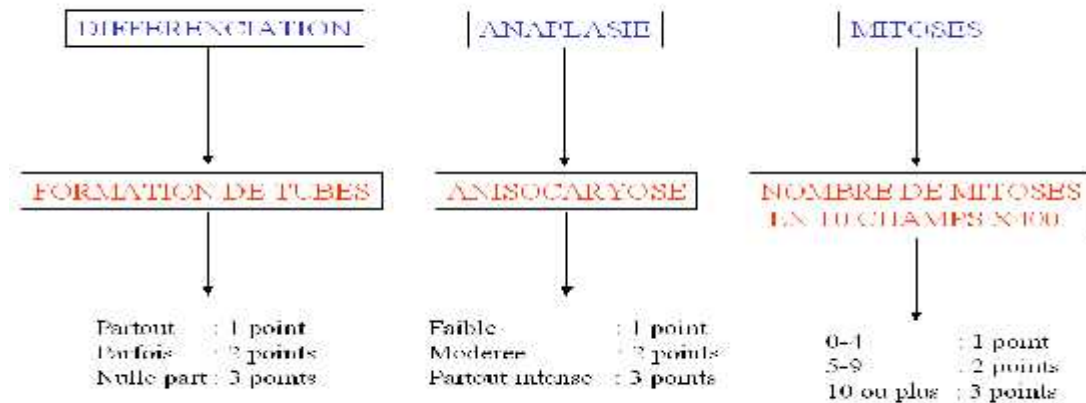 DIFFERENCIATION
FORMATION DE TUBES
Partout : 1 point
Parfois : 2 points
Nulle part : 3 points
ANAPLASIE
ANISOCARYOSE
Faible : 1 point
Moderee : 2 points
Partout intense : 3 points
MITOSES
NOMBRE DE MITOSES
EN 10 CHAMPS X400
0-4 : 1 point
5-9 : 2 points
10 ou plus : 3 points